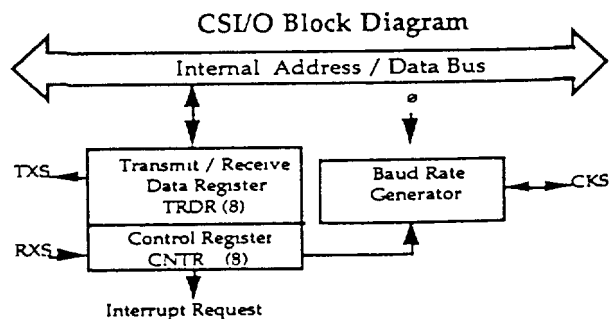 CSI/O Block Diagram
Internal Address / Data Bus
ø
TXS
Transmit / Receive
Data Register
TRDR (8)
Baud Rate
Generator
CKS
RXS
Control Register
CNTR (8)
Interrupt Request